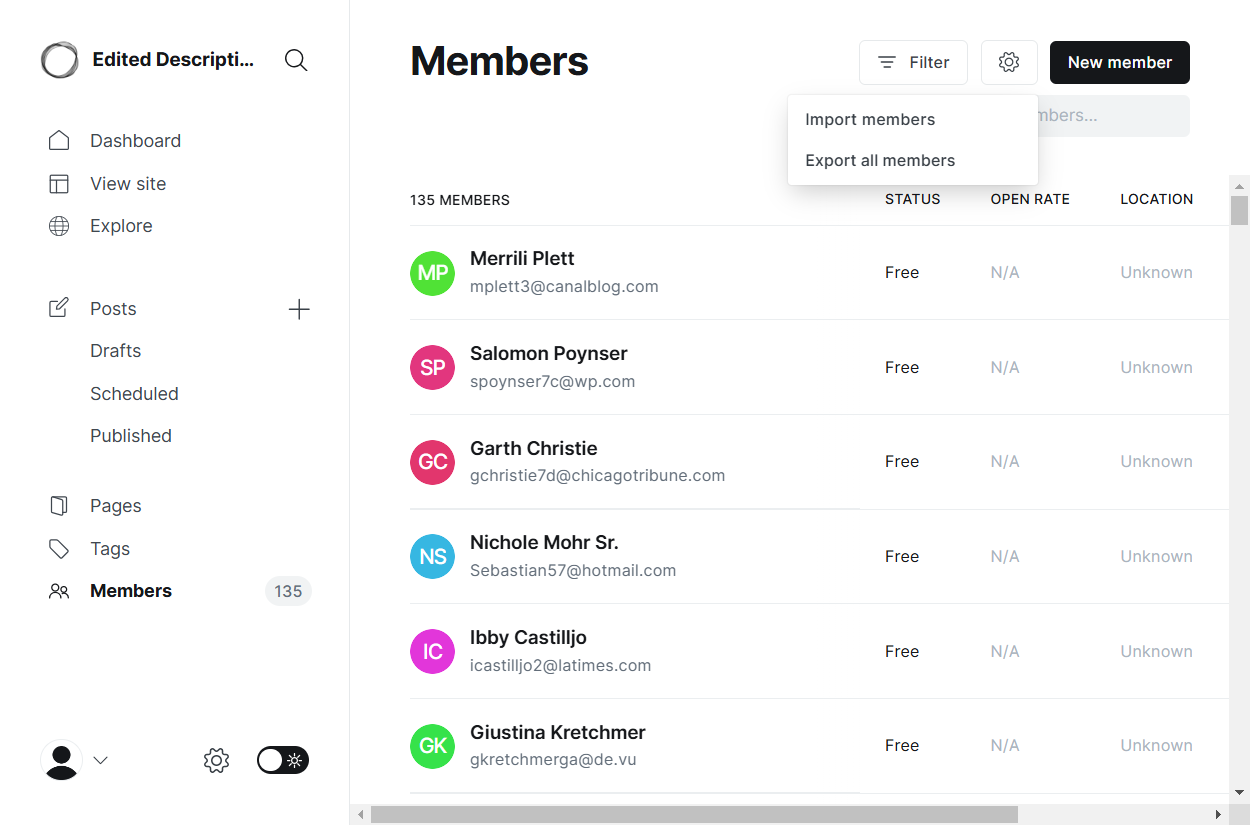 Edited Descripti...
Dashboard
View site
Explore
Posts
Drafts
Scheduled
Published
Pages
Tags
Members 135
Members
Filter
New member
Import members
Export all members
mbers...
135 MEMBERS STATUS OPEN RATE LOCATION
MP Merrili Plett
mplett3@canalblog.com
Free N/A Unknown
SP Salomon Poynser
spoynser7c@wp.com
Free N/A Unknown
GC Garth Christie
gchristie7d@chicagotribune.com
Free N/A Unknown
NS Nichole Mohr Sr.
Sebastian57@hotmail.com
Free N/A Unknown
IC Ibby Castilljo
icastilljo2@latimes.com
Free N/A Unknown
GK Giustina Kretchmer
gkretchmerga@de.vu
Free N/A Unknown